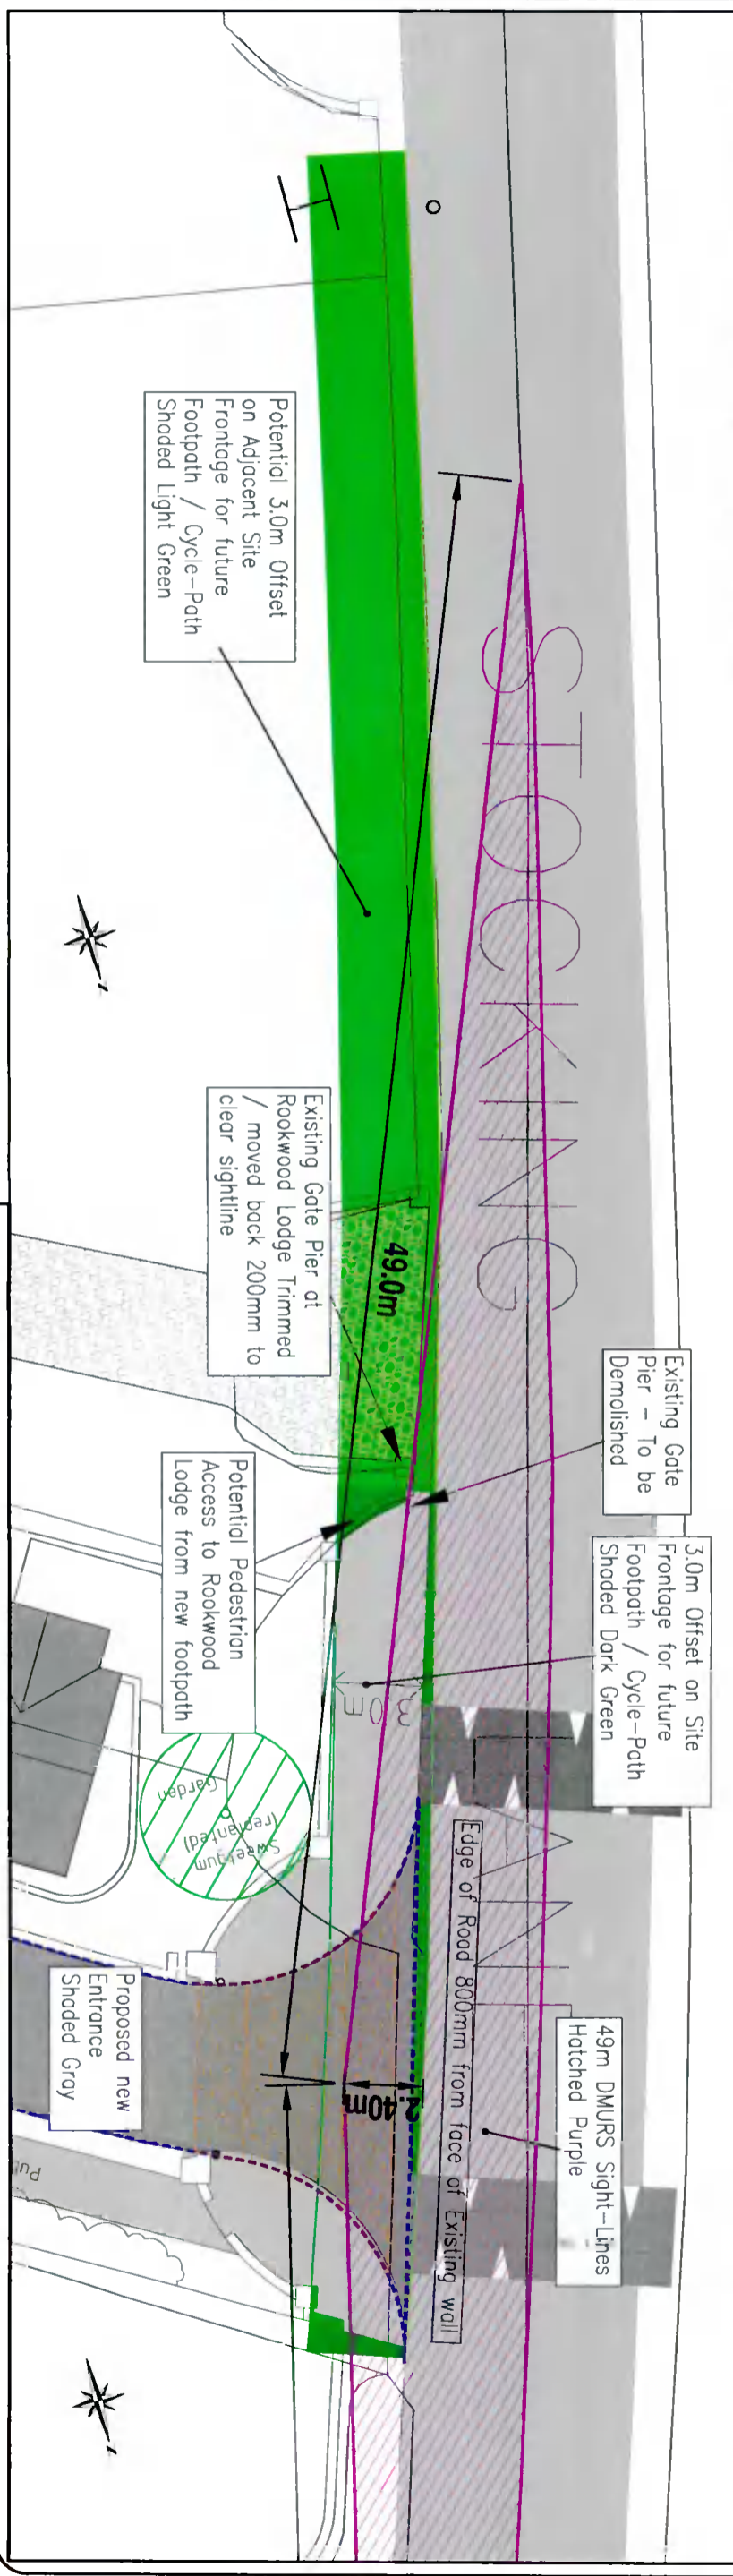 Potential 3.0m Offset
on Adjacent Site
Frontage for future
Footpath / Cycle-Path
Shaded Light Green
STOCKING
Existing Gate Pier at
Rookwood Lodge Trimmed
/ moved back 200mm to
clear sightline
49.0m
Existing Gate
Pier - To be
Demolished
Potential Pedestrian
Access to Rookwood
Lodge from new footpath
3.0m Offset on Site
Frontage for future
Footpath / Cycle-Path
Shaded Dark Green
3.0m
LANE
Sweetgum
(replanted)
Garden
Edge of Road 800mm from face of Existing wall
2.40m
49m DMURS Sight-Lines
Hatched Purple
Proposed new
Entrance
Shaded Gray